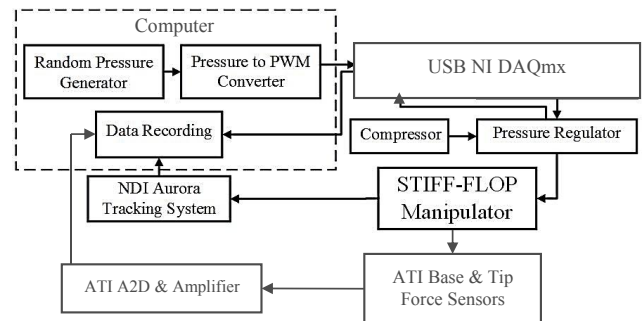 Computer
Random Pressure
Generator
Pressure to PWM
Converter
USB NI DAQmx
Data Recording
Compressor
Pressure Regulator
NDI Aurora
Tracking System
STIFF-FLOP
Manipulator
ATI A2D & Amplifier
ATI Base & Tip
Force Sensors